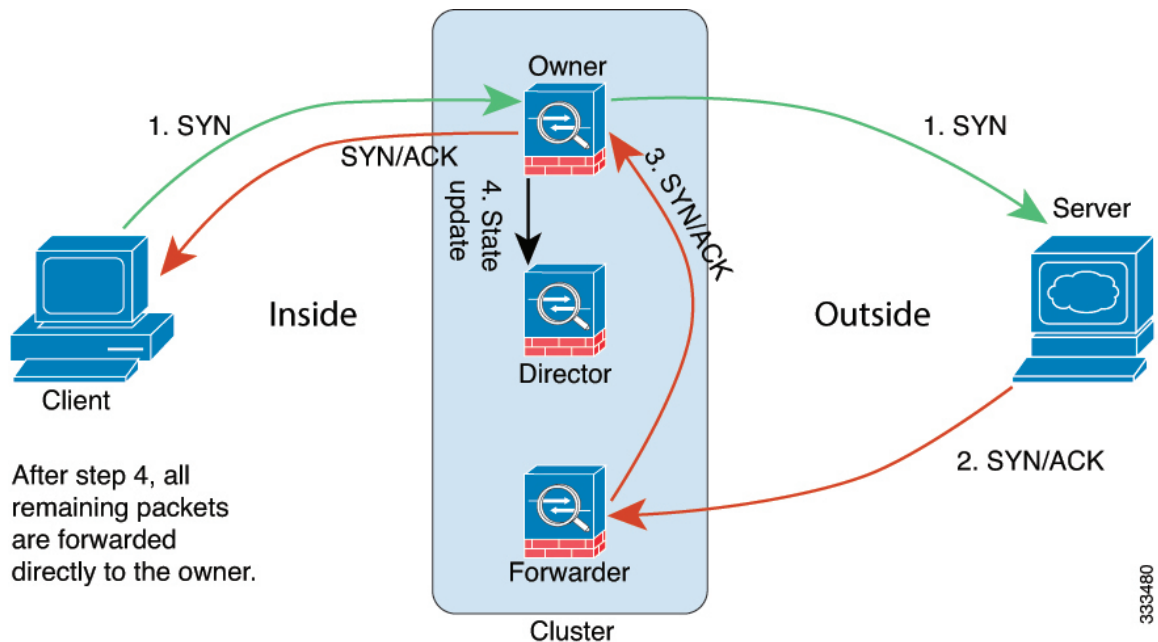 Owner
1. SYN
1. SYN
SYN/ACK
3. SYN/ACK
4. State
update
Server
Inside
Outside
Director
Client
2. SYN/ACK
After step 4, all
remaining packets
are forwarded
directly to the owner.
Forwarder
Cluster
333480